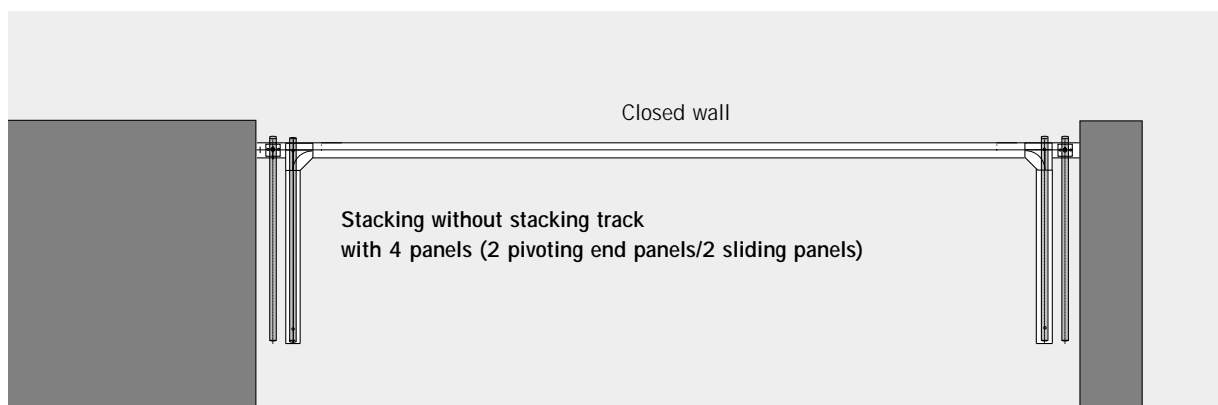 Closed wall
Stacking without stacking track
with 4 panels (2 pivoting end panels/2 sliding panels)